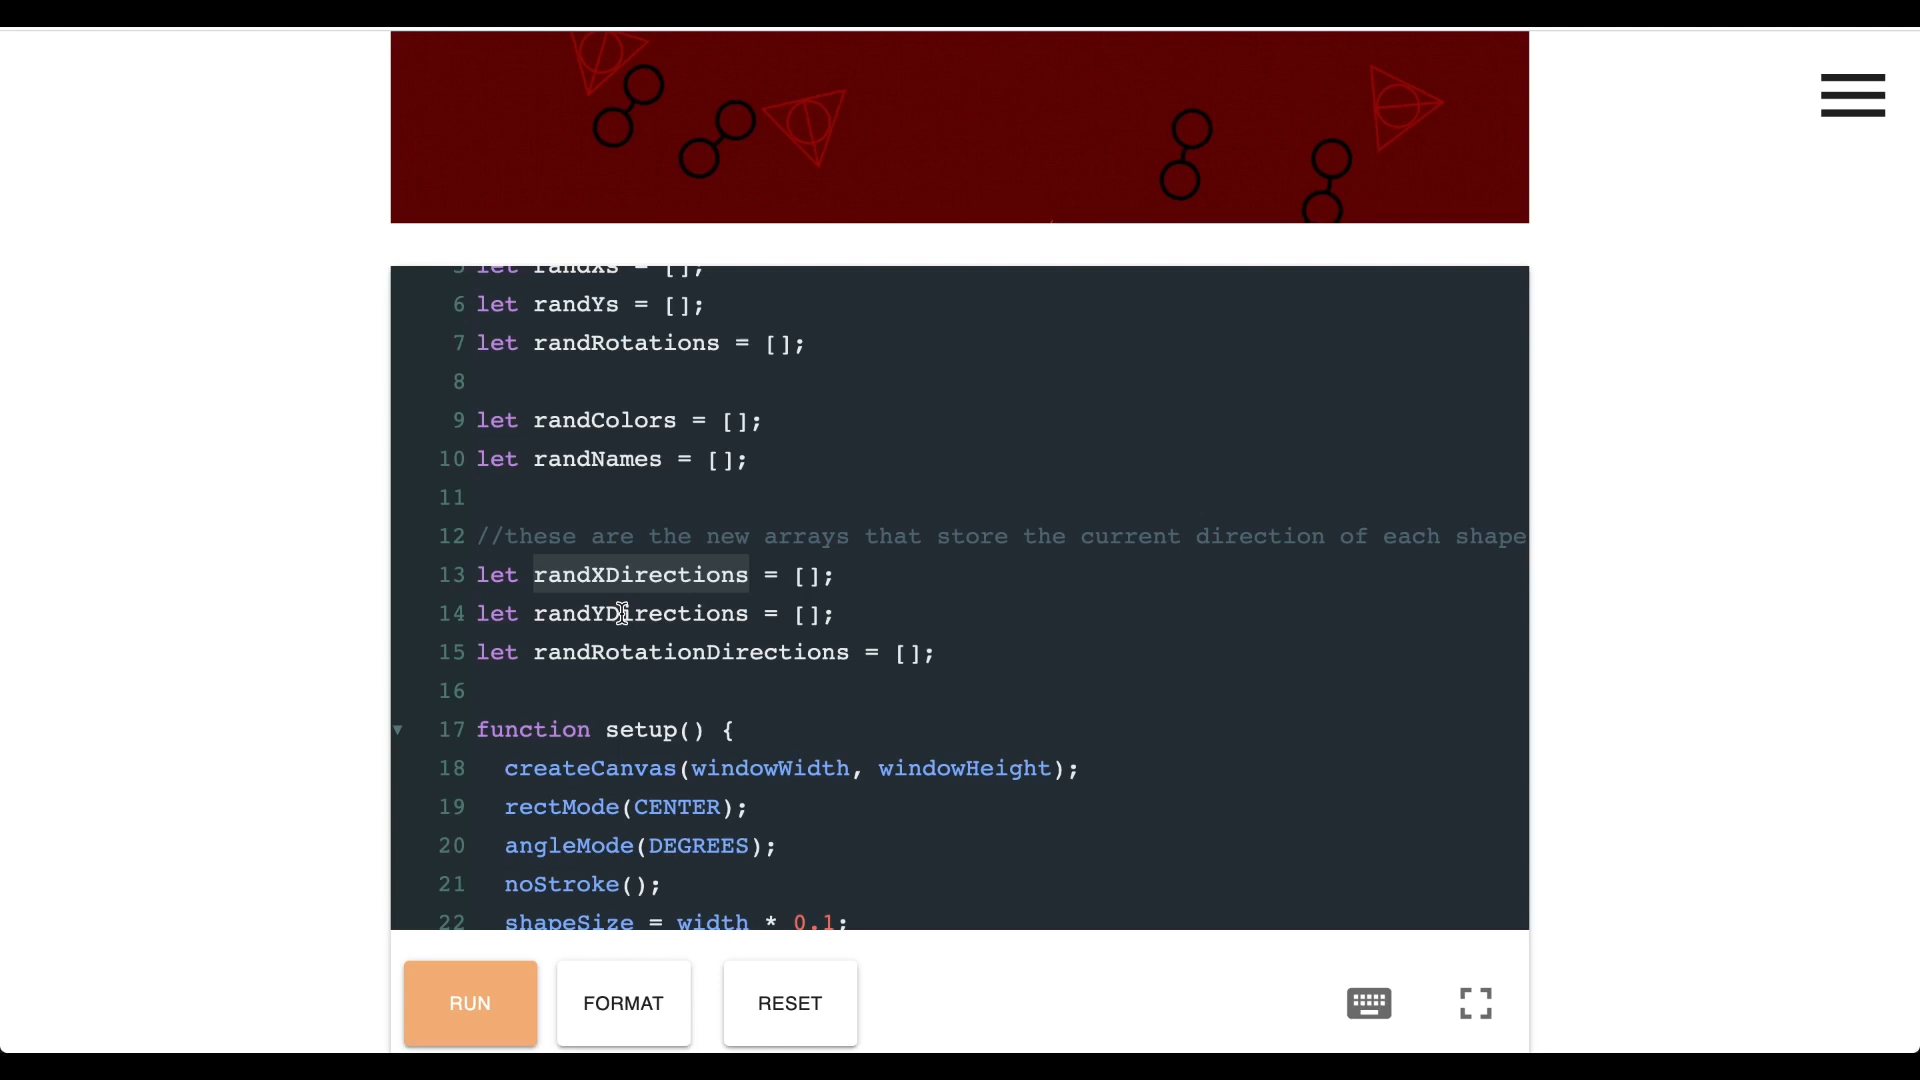 5 let randXs = [];
6 let randYs = [];
7 let randRotations = [];
8
9 let randColors = [];
10 let randNames = [];
11
12 //these are the new arrays that store the current direction of each shape
13 let randXDirections = [];
14 let randYDirections = [];
15 let randRotationDirections = [];
16
17 function setup() {
18 createCanvas(windowWidth, windowHeight);
19 rectMode(CENTER);
20 angleMode(DEGREES);
21 noStroke();
22 shapeSize = width * 0.1;
RUN FORMAT RESET